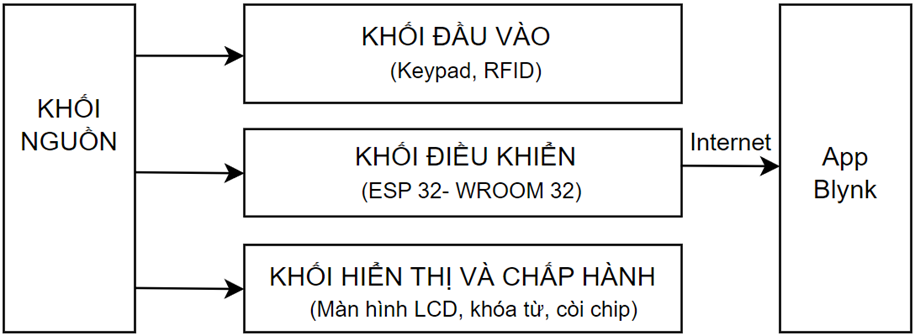 KHỐI
NGUỒN
KHỐI ĐẦU VÀO
(Keypad, RFID)
KHỐI ĐIỀU KHIỂN
(ESP 32- WROOM 32)
KHỐI HIỂN THỊ VÀ CHẤP HÀNH
(Màn hình LCD, khóa từ, còi chip)
Internet
App
Blynk